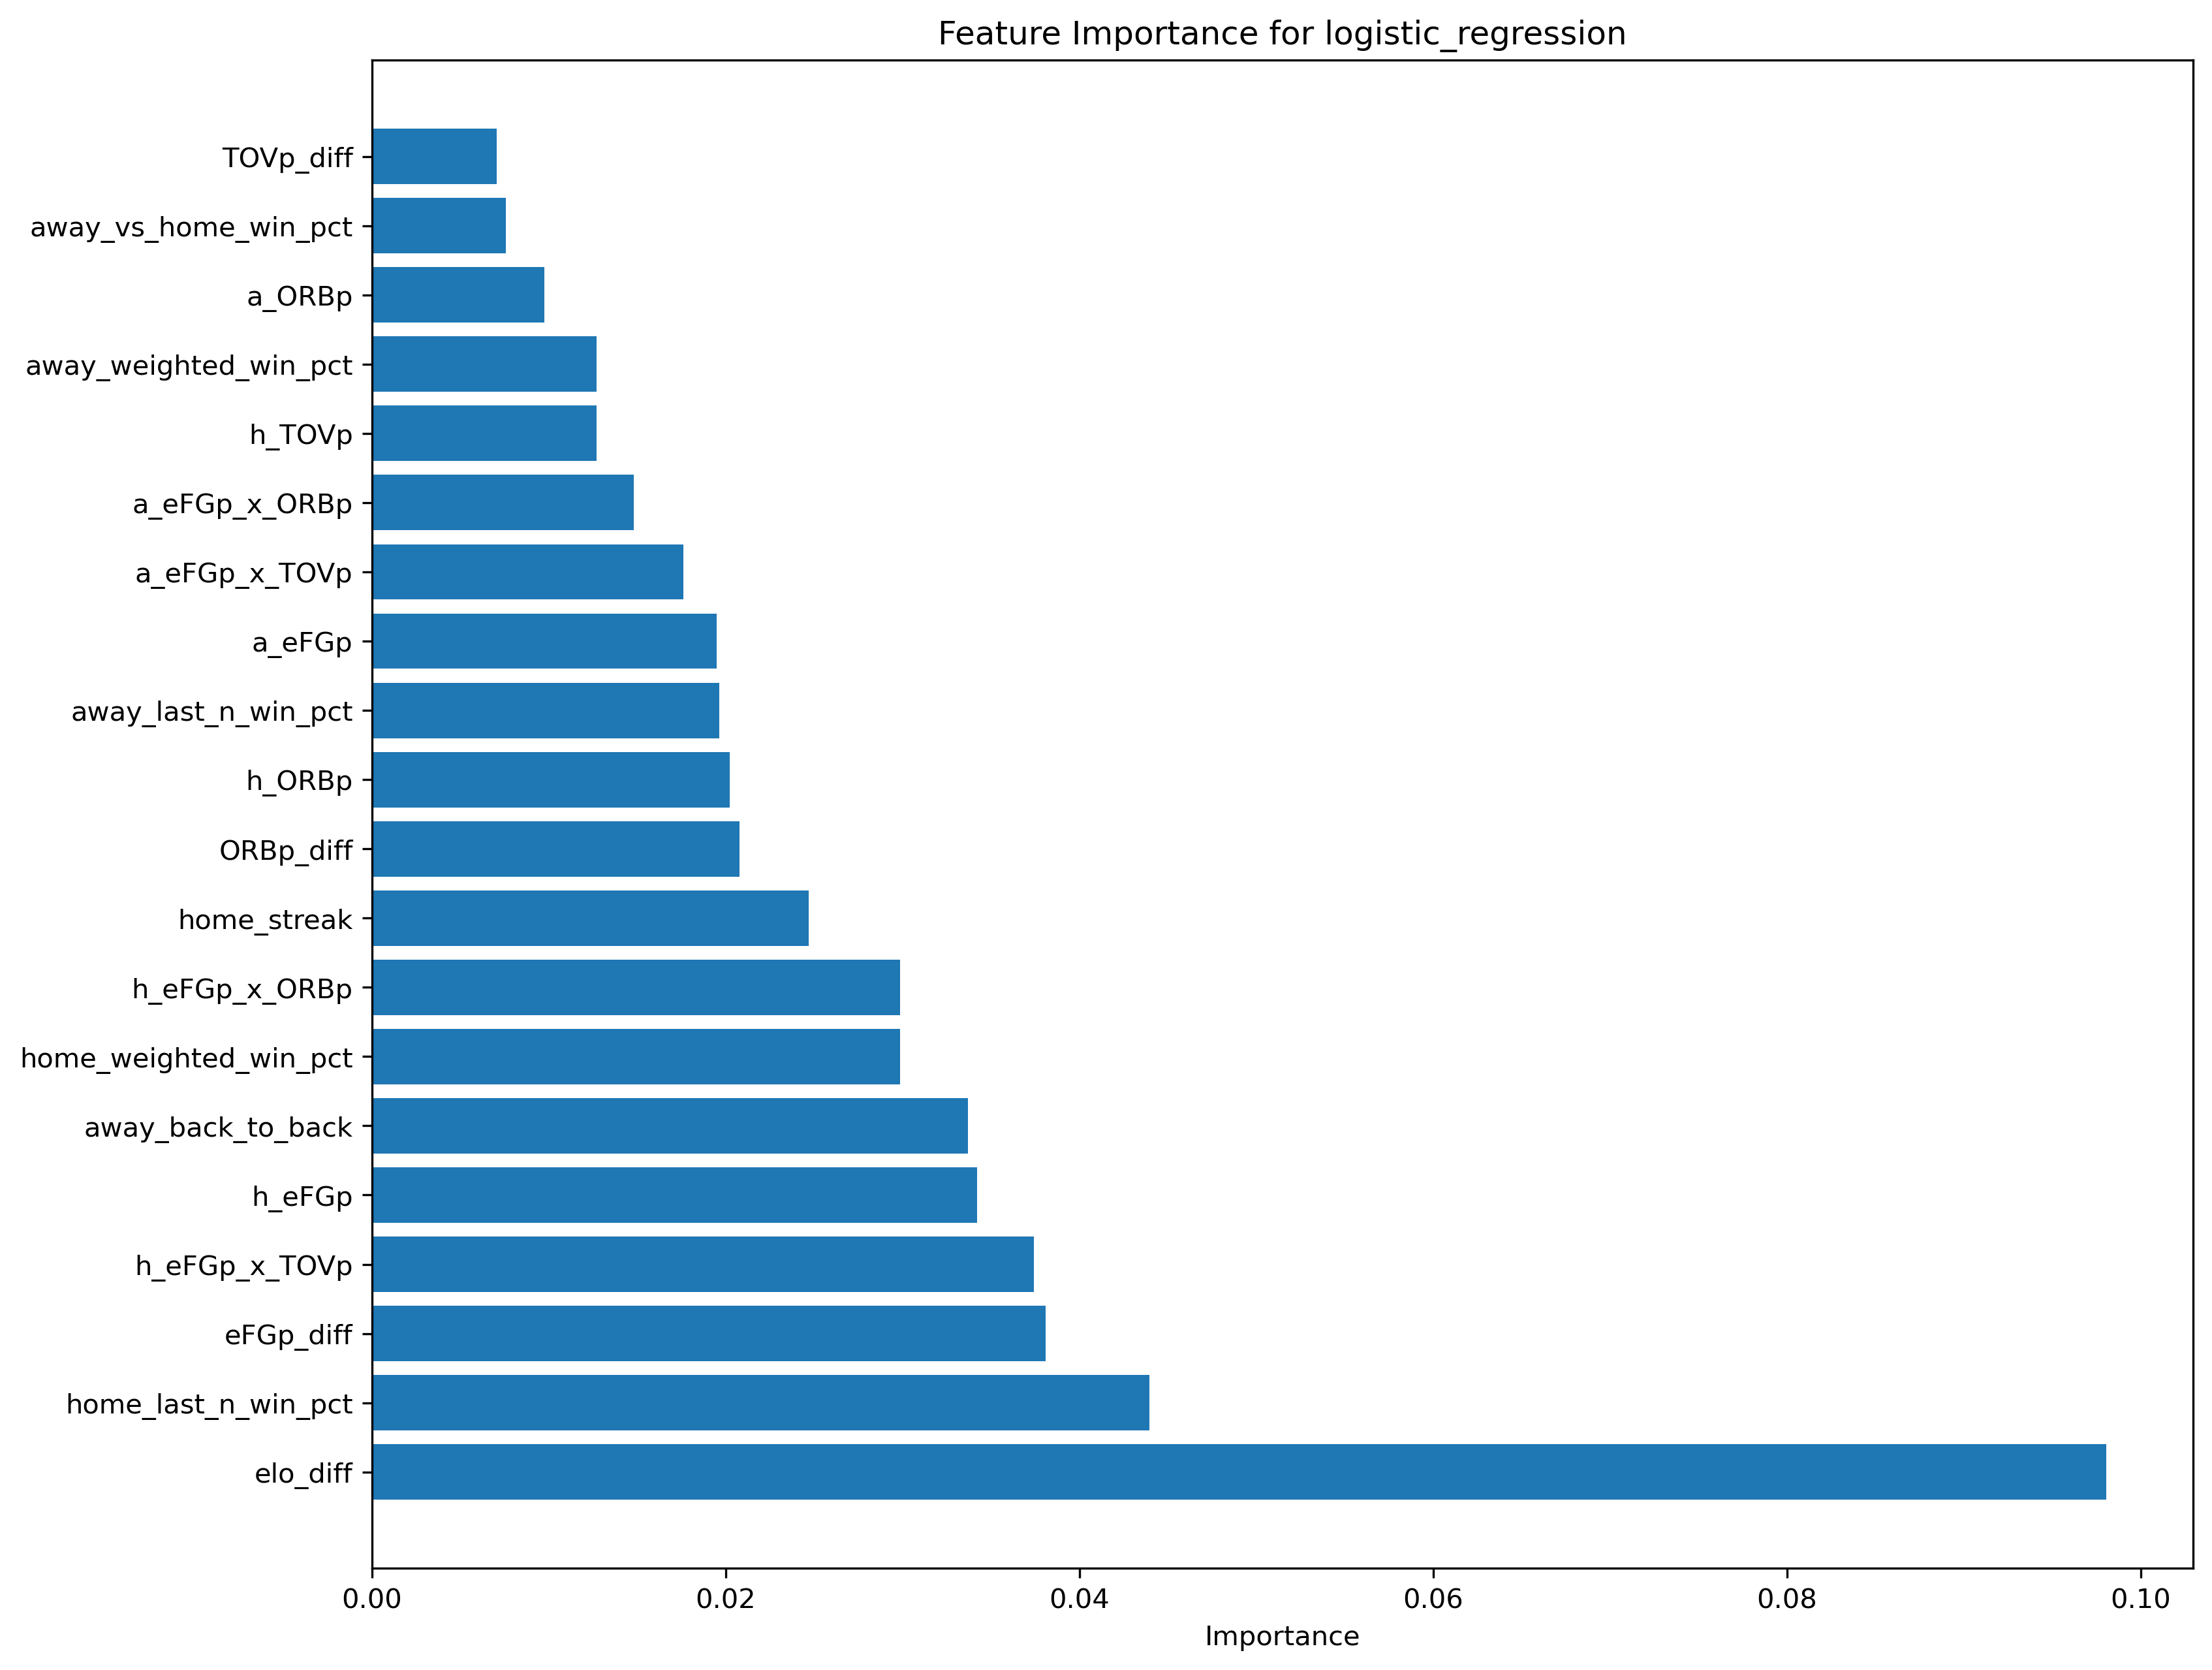 Feature Importance for logistic_regression
TOVp_diff
away_vs_home_win_pct
a_ORBp
away_weighted_win_pct
h_TOVp
a_eFGp_x_ORBp
a_eFGp_x_TOVp
a_eFGp
away_last_n_win_pct
h_ORBp
ORBp_diff
home_streak
h_eFGp_x_ORBp
home_weighted_win_pct
away_back_to_back
h_eFGp
h_eFGp_x_TOVp
eFGp_diff
home_last_n_win_pct
elo_diff
0.00 0.02 0.04 0.06 0.08 0.10
Importance